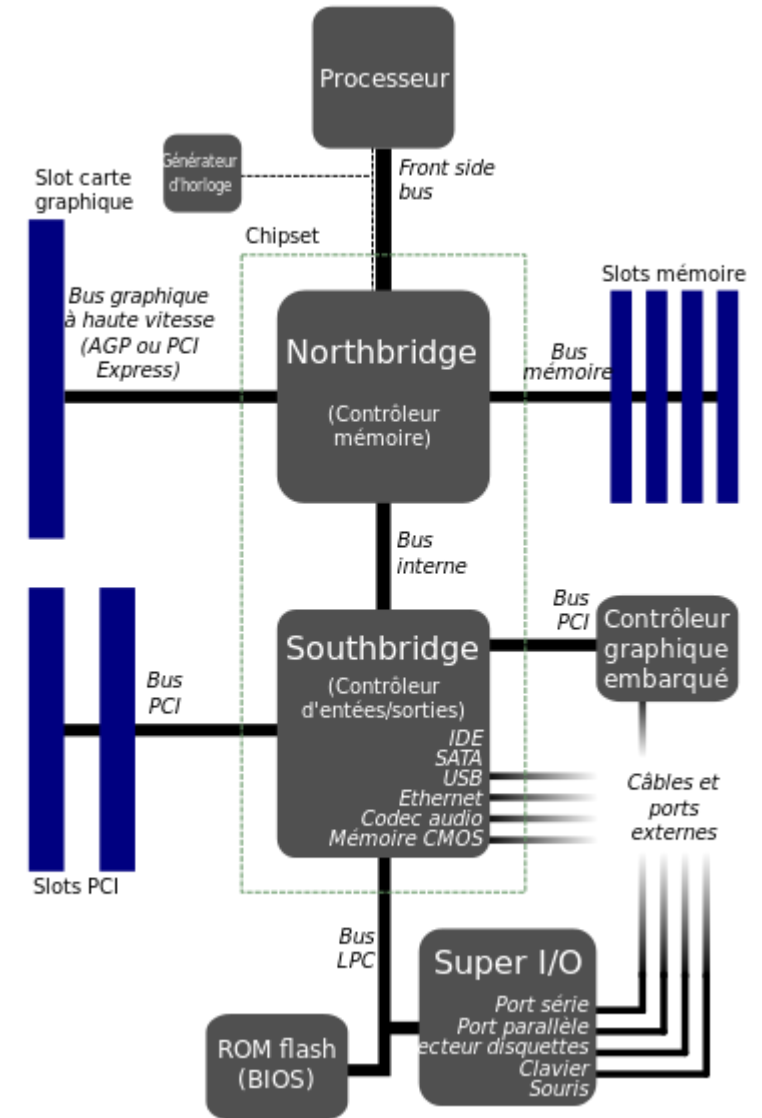 Processeur
Générateur
d'horloge
Front side
bus
Slot carte
graphique
Chipset
Slots mémoire
Bus graphique
à haute vitesse
(AGP ou PCI
Express)
Northbridge
(Contrôleur
mémoire)
Bus
mémoire
Bus
interne
Bus
PCI
Contrôleur
graphique
embarqué
Southbridge
(Contrôleur
d'entées/sorties)
IDE
SATA
USB
Ethernet
Codec audio
Mémoire CMOS
Bus
PCI
Câbles et
ports
externes
Slots PCI
Bus
LPC
Super I/O
Port série
Port parallèle
ecteur disquettes
Clavier
Souris
ROM flash
(BIOS)